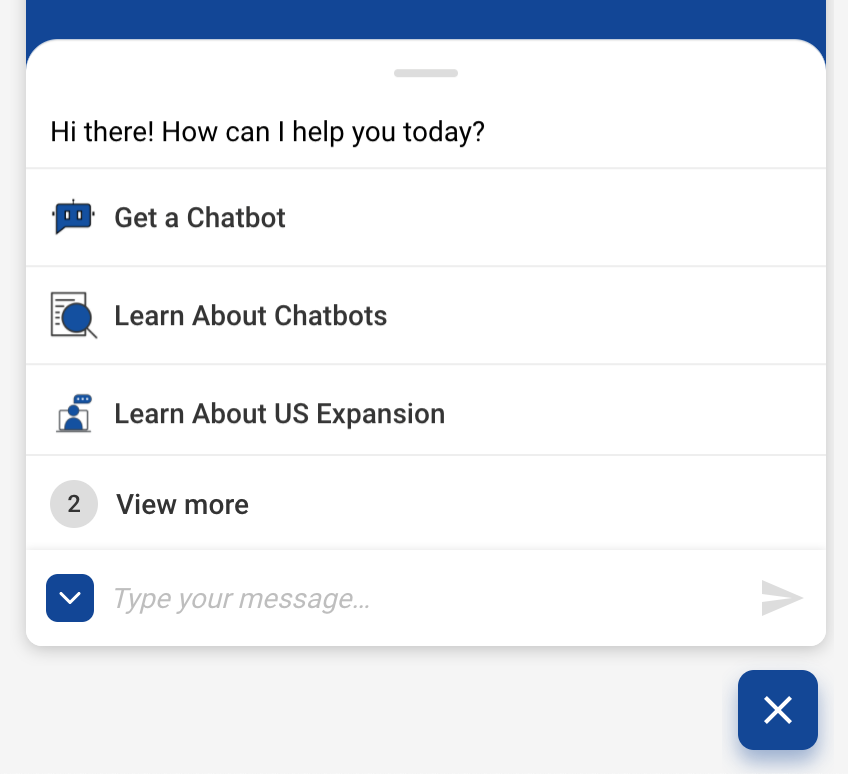 Hi there! How can I help you today?
Get a Chatbot
Learn About Chatbots
Learn About US Expansion
2 View more
Type your message...